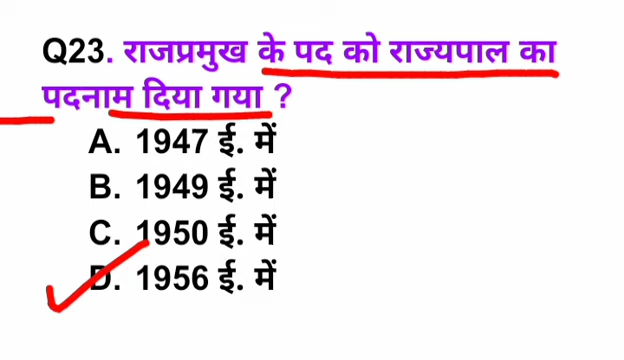 Q23. राजप्रमुख के पद को राज्यपाल का
पदनाम दिया गया ?
A. 1947 ई. में
B. 1949 ई. में
C. 1950 ई. में
D. 1956 ई. में